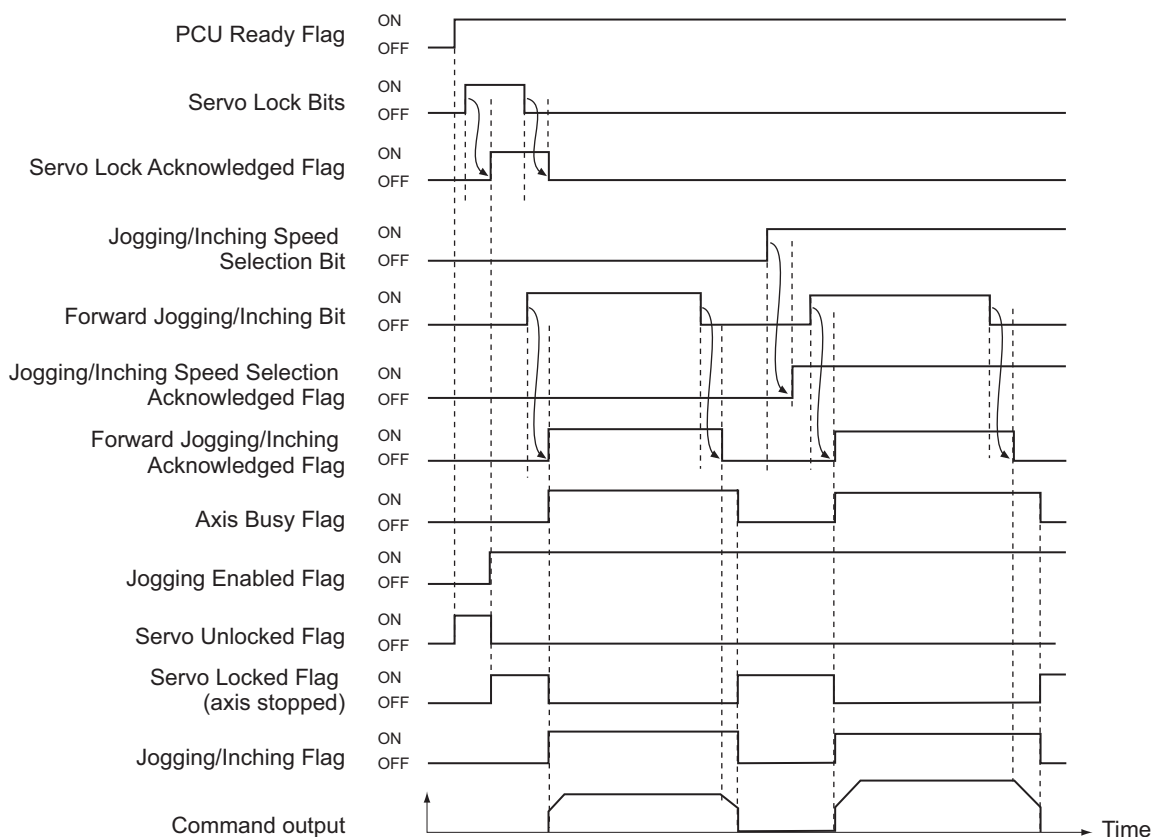 PCU Ready Flag
ON
OFF
Servo Lock Bits
ON
OFF
Servo Lock Acknowledged Flag
ON
OFF
Jogging/Inching Speed
Selection Bit
ON
OFF
Forward Jogging/Inching Bit
ON
OFF
Jogging/Inching Speed Selection
Acknowledged Flag
ON
OFF
Forward Jogging/Inching
Acknowledged Flag
ON
OFF
Axis Busy Flag
ON
OFF
Jogging Enabled Flag
ON
OFF
Servo Unlocked Flag
ON
OFF
Servo Locked Flag
(axis stopped)
ON
OFF
Jogging/Inching Flag
ON
OFF
Command output
Time